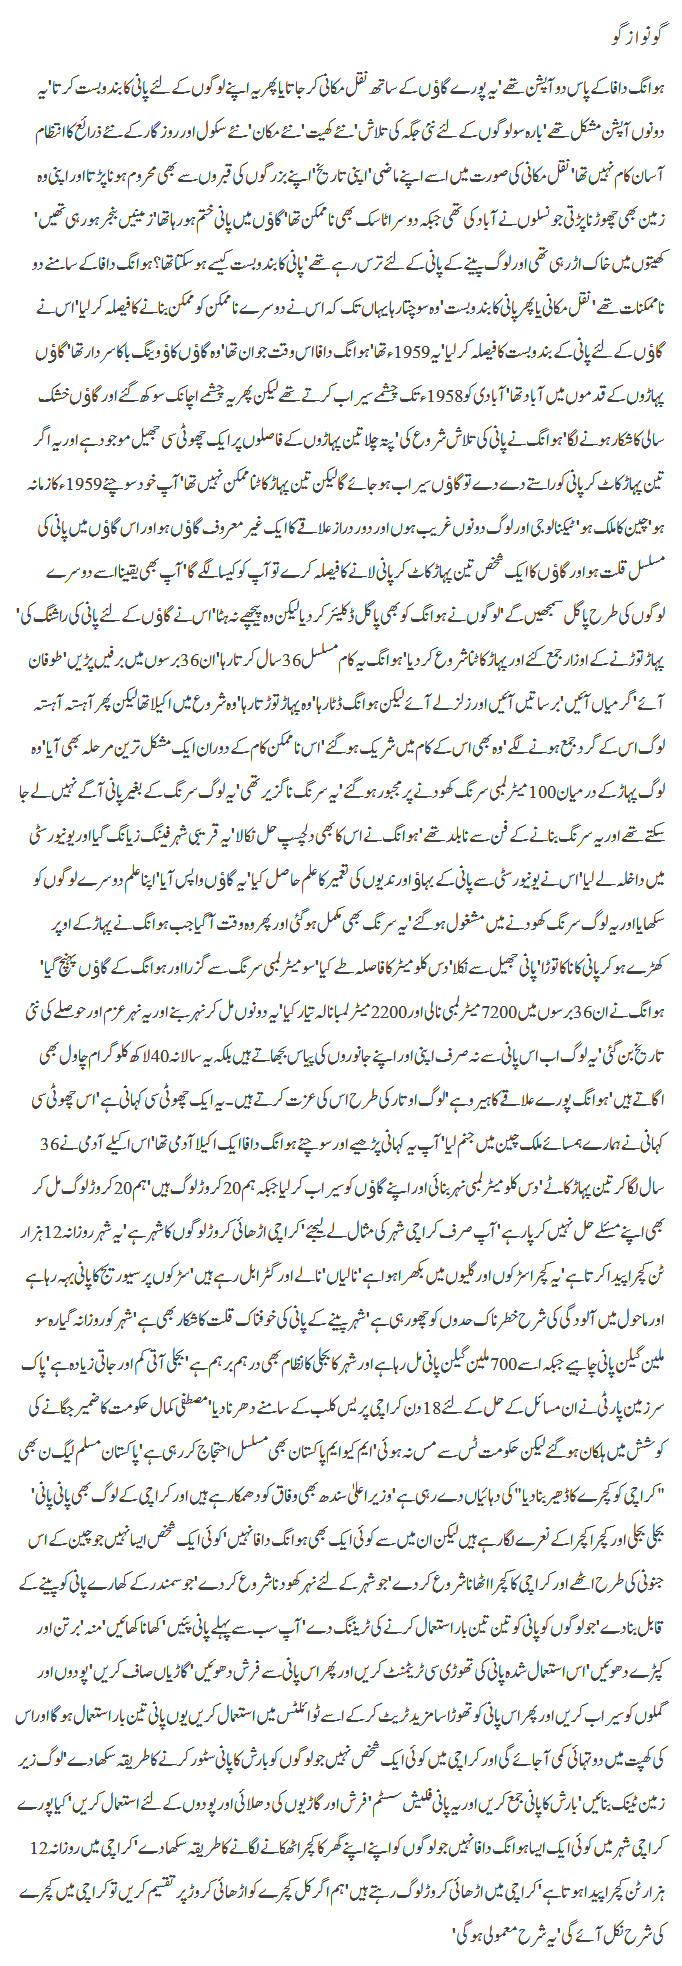 گو نواز گو
ہوانگ دافا کے پاس دو آپشن تھے' یہ پورے گاؤں کے ساتھ نقل مکانی کر جاتا یا پھر یہ اپنے لوگوں کے لئے پانی کا بندوبست کرتا' یہ
دونوں آپشن مشکل تھے' بارہ سو لوگوں کے لئے نئی جگہ کی تلاش' نئے کھیت' نئے مکان' نئے سکول اور روزگار کے نئے ذرائع کا انتظام
آسان کام نہیں تھا' نقل مکانی کی صورت میں اسے اپنے ماضی' اپنی تاریخ' اپنے بزرگوں کی قبروں سے بھی محروم ہونا پڑتا اور اپنی وہ
زمین بھی چھوڑنا پڑتی جو نسلوں نے آباد کی تھی جبکہ دوسرا ٹاسک بھی ناممکن تھا' گاؤں میں پانی ختم ہو رہا تھا' زمینیں بنجر ہو رہی تھیں'
کھیتوں میں خاک اڑ رہی تھی اور لوگ پینے کے پانی کے لئے ترس رہے تھے' پانی کا بندوبست کیسے ہو سکتا تھا؟ ہوانگ دافا کے سامنے دو
ناممکنات تھے' نقل مکانی یا پھر پانی کا بندوبست' وہ سوچتا رہا یہاں تک کہ اس نے دوسرے ناممکن کو ممکن بنانے کا فیصلہ کر لیا' اس نے
گاؤں کے لئے پانی کے بندوبست کا فیصلہ کر لیا' یہ 1959ء تھا' ہوانگ دافا اس وقت جوان تھا' وہ گاؤں کاؤوینگ با کا سردار تھا' گاؤں
پہاڑوں کے قدموں میں آباد تھا' آبادی کو 1958ء تک چشمے سیراب کرتے تھے لیکن پھر یہ چشمے اچانک سوکھ گئے اور گاؤں خشک
سالی کا شکار ہونے لگا' ہوانگ نے پانی کی تلاش شروع کی' پتہ چلا تین پہاڑوں کے فاصلوں پر ایک چھوٹی سی جھیل موجود ہے اور یہ اگر
تین پہاڑ کاٹ کر پانی کو راستے دے دے تو گاؤں سیراب ہو جائے گا لیکن تین پہاڑ کاٹنا ممکن نہیں تھا' آپ خود سوچئے 1959ء کا زمانہ
ہو' چین کا ملک ہو' ٹیکنالوجی اور لوگ دونوں غریب ہوں اور دور دراز علاقے کا ایک غیر معروف گاؤں ہو اور اس گاؤں میں پانی کی
مسلسل قلت ہو اور گاؤں کا ایک شخص تین پہاڑ کاٹ کر پانی لانے کا فیصلہ کرے تو آپ کو کیسا لگے گا' آپ بھی یقینا اسے دوسرے
لوگوں کی طرح پاگل سمجھیں گے' لوگوں نے ہوانگ کو بھی پاگل ڈکلیئر کر دیا لیکن وہ پیچھے نہ ہٹا' اس نے گاؤں کے لئے پانی کی راشنگ کی'
پہاڑ توڑنے کے اوزار جمع کئے اور پہاڑ کاٹنا شروع کر دیا' ہوانگ یہ کام مسلسل 36 سال کرتا رہا' ان 36 برسوں میں برفیں پڑیں' طوفان
آئے' گرمیاں آئیں' برساتیں آئیں اور زلزلے آئے لیکن ہوانگ ڈٹا رہا' وہ پہاڑ توڑتا رہا' وہ شروع میں اکیلا تھا لیکن پھر آہستہ آہستہ
لوگ اس کے گرد جمع ہونے لگے' وہ بھی اس کے کام میں شریک ہو گئے' اس ناممکن کام کے دوران ایک مشکل ترین مرحلہ بھی آیا' وہ
لوگ پہاڑ کے درمیان 100 میٹر لمبی سرنگ کھودنے پر مجبور ہو گئے' یہ سرنگ ناگزیر تھی' یہ لوگ سرنگ کے بغیر پانی آگے نہیں لے جا
سکتے تھے اور یہ سرنگ بنانے کے فن سے نابلد تھے' ہوانگ نے اس کا بھی دلچسپ حل نکالا' یہ قریبی شہر فینگ زیانگ گیا اور یونیورسٹی
میں داخلہ لے لیا' اس نے یونیورسٹی سے پانی کے بہاؤ اور ندیوں کی تعمیر کا علم حاصل کیا' یہ گاؤں واپس آیا' اپنا علم دوسرے لوگوں کو
سکھایا اور یہ لوگ سرنگ کھودنے میں مشغول ہو گئے' یہ سرنگ بھی مکمل ہو گئی اور پھر وہ وقت آ گیا جب ہوانگ نے پہاڑ کے اوپر
کھڑے ہو کر پانی کا ناکا توڑا' پانی جھیل سے نکلا' دس کلو میٹر کا فاصلہ طے کیا' سو میٹر لمبی سرنگ سے گزرا اور ہوانگ کے گاؤں پہنچ گیا'
ہوانگ نے ان 36 برسوں میں 7200 میٹر لمبی نالی اور 2200 میٹر لمبا نالہ تیار کیا' یہ دونوں مل کر نہر بنے اور یہ نہر عزم اور حوصلے کی نئی
تاریخ بن گئی' یہ لوگ اب اس پانی سے نہ صرف اپنی اور اپنے جانوروں کی پیاس بجھاتے ہیں بلکہ یہ سالانہ 40 لاکھ کلو گرام چاول بھی
اگاتے ہیں' ہوانگ پورے علاقے کا ہیرو ہے' لوگ اوتار کی طرح اس کی عزت کرتے ہیں۔ یہ ایک چھوٹی سی کہانی ہے' اس چھوٹی سی
کہانی نے ہمارے ہمسائے ملک چین میں جنم لیا' آپ یہ کہانی پڑھیے اور سوچئے ہوانگ دافا ایک اکیلا آدمی تھا' اس اکیلے آدمی نے 36
سال لگا کر تین پہاڑ کاٹے' دس کلو میٹر لمبی نہر بنائی اور اپنے گاؤں کو سیراب کر لیا جبکہ ہم 20 کروڑ لوگ ہیں' ہم 20 کروڑ لوگ مل کر
بھی اپنے مسئلے حل نہیں کر پا رہے' آپ صرف کراچی شہر کی مثال لے لیجئے' کراچی اڑھائی کروڑ لوگوں کا شہر ہے' یہ شہر روزانہ 12 ہزار
ٹن کچرا پیدا کرتا ہے' یہ کچرا سڑکوں اور گلیوں میں بکھرا ہوا ہے' نالیاں' نالے اور گٹر ابل رہے ہیں' سڑکوں پر سیوریج کا پانی بہہ رہا ہے
اور ماحول میں آلودگی کی شرح خطرناک حدوں کو چھو رہی ہے' شہر پینے کے پانی کی خوفناک قلت کا شکار بھی ہے' شہر کو روزانہ گیارہ سو
ملین گیلن پانی چاہیے جبکہ اسے 700 ملین گیلن پانی مل رہا ہے اور شہر کا بجلی کا نظام بھی درہم برہم ہے' بجلی آتی کم اور جاتی زیادہ ہے' پاک
سرزمین پارٹی نے ان مسائل کے حل کے لئے 18 دن کراچی پریس کلب کے سامنے دھرنا دیا' مصطفی کمال حکومت کا ضمیر جگانے کی
کوشش میں ہلکان ہو گئے لیکن حکومت ٹس سے مس نہ ہوئی' ایم کیو ایم پاکستان بھی مسلسل احتجاج کر رہی ہے' پاکستان مسلم لیگ ن بھی
''کراچی کو کچرے کا ڈھیر بنا دیا'' کی دہائیاں دے رہی ہے' وزیراعلیٰ سندھ بھی وفاق کو دھمکا رہے ہیں اور کراچی کے لوگ بھی پانی پانی'
بجلی بجلی اور کچرا کچرا کے نعرے لگا رہے ہیں لیکن ان میں سے کوئی ایک بھی ہوانگ دافا نہیں' کوئی ایک شخص ایسا نہیں جو چین کے اس
جنونی کی طرح اٹھے اور کراچی کا کچرا اٹھانا شروع کر دے' جو شہر کے لئے نہر کھودنا شروع کر دے' جو سمندر کے کھارے پانی کو پینے کے
قابل بنا دے' جو لوگوں کو پانی کو تین تین بار استعمال کرنے کی ٹریننگ دے' آپ سب سے پہلے پانی پئیں' کھانا کھائیں' منہ' برتن اور
کپڑے دھوئیں' اس استعمال شدہ پانی کی تھوڑی سی ٹریٹمنٹ کریں اور پھر اس پانی سے فرش دھوئیں' گاڑیاں صاف کریں' پودوں اور
گملوں کو سیراب کریں اور پھر اس پانی کو تھوڑا سا مزید ٹریٹ کر کے اسے ٹوائلٹس میں استعمال کریں یوں پانی تین بار استعمال ہو گا اور اس
کی کھپت میں دو تہائی کمی آ جائے گی اور کراچی میں کوئی ایک شخص نہیں جو لوگوں کو بارش کا پانی سٹور کرنے کا طریقہ سکھا دے' لوگ زیر
زمین ٹینک بنائیں' بارش کا پانی جمع کریں اور یہ پانی فلیش سسٹم' فرش اور گاڑیوں کی دھلائی اور پودوں کے لئے استعمال کریں' کیا پورے
کراچی شہر میں کوئی ایک ایسا ہوانگ دافا نہیں جو لوگوں کو اپنے اپنے گھر کا کچرا ٹھکانے لگانے کا طریقہ سکھا دے' کراچی میں روزانہ 12
ہزار ٹن کچرا پیدا ہوتا ہے' کراچی میں اڑھائی کروڑ لوگ رہتے ہیں' ہم اگر کل کچرے کو اڑھائی کروڑ پر تقسیم کریں تو کراچی میں کچرے
کی شرح نکل آئے گی' یہ شرح معمولی ہو گی'